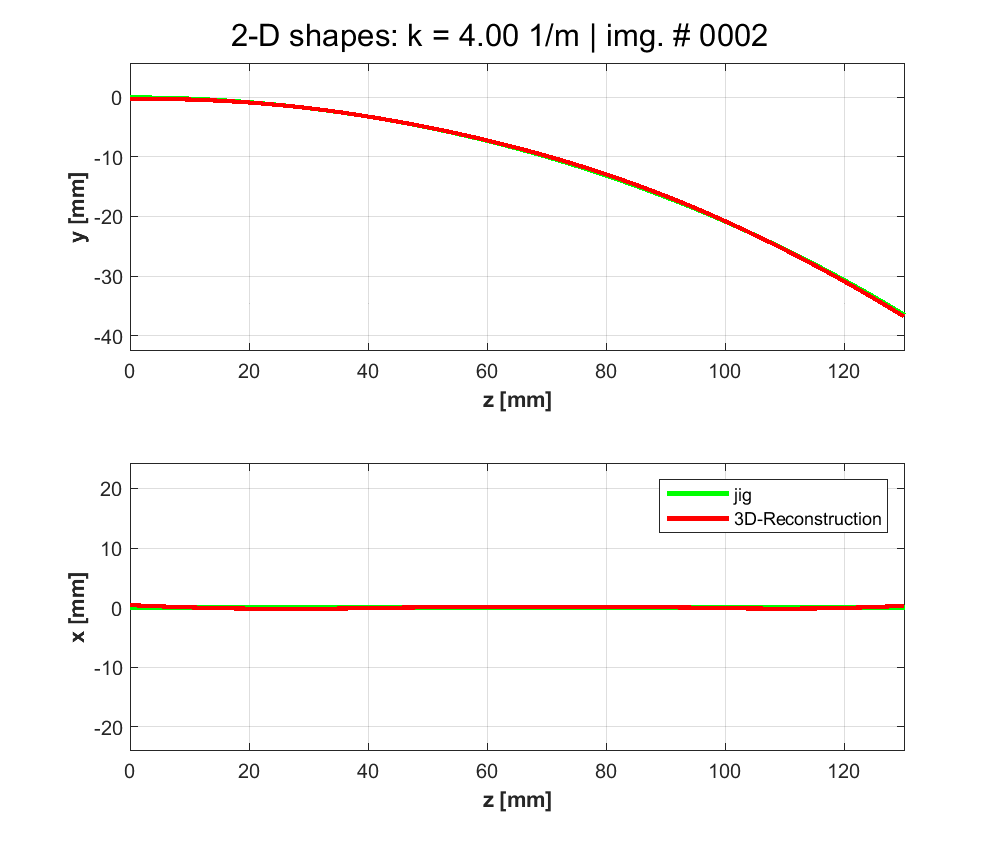 2-D shapes: k = 4.00 1/m | img. # 0002
0
-10
-20
-30
-40
y [mm]
0 20 40 60 80 100 120
z [mm]
20
10
0
-10
-20
x [mm]
jig
3D-Reconstruction
0 20 40 60 80 100 120
z [mm]